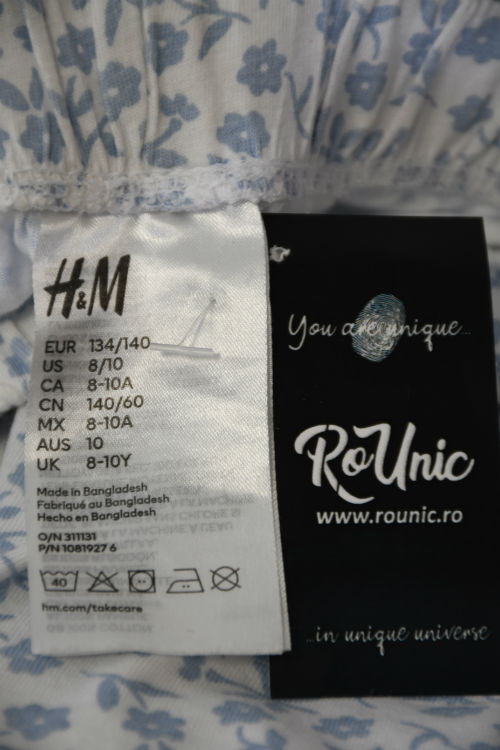 H&M
EUR 134/140
US 8/10
CA 8-10A
CN 140/60
MX 8-10A
AUS 10
UK 8-10Y
Made in Bangladesh
Fabriqué au Bangladesh
Hecho en Bangladesh
O/N 311131
P/N 1081927 6
40
hm.com/takecare
You are unique...
RoUnic
www.rounic.ro
...in unique universe